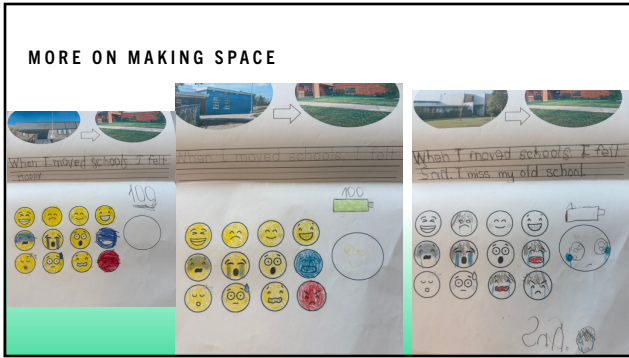 MORE ON MAKING SPACE
When I moved schools I felt
Happy
100
When I moved schools I felt
100
When I moved schools I felt
Sad. I miss my old school.
Sad.